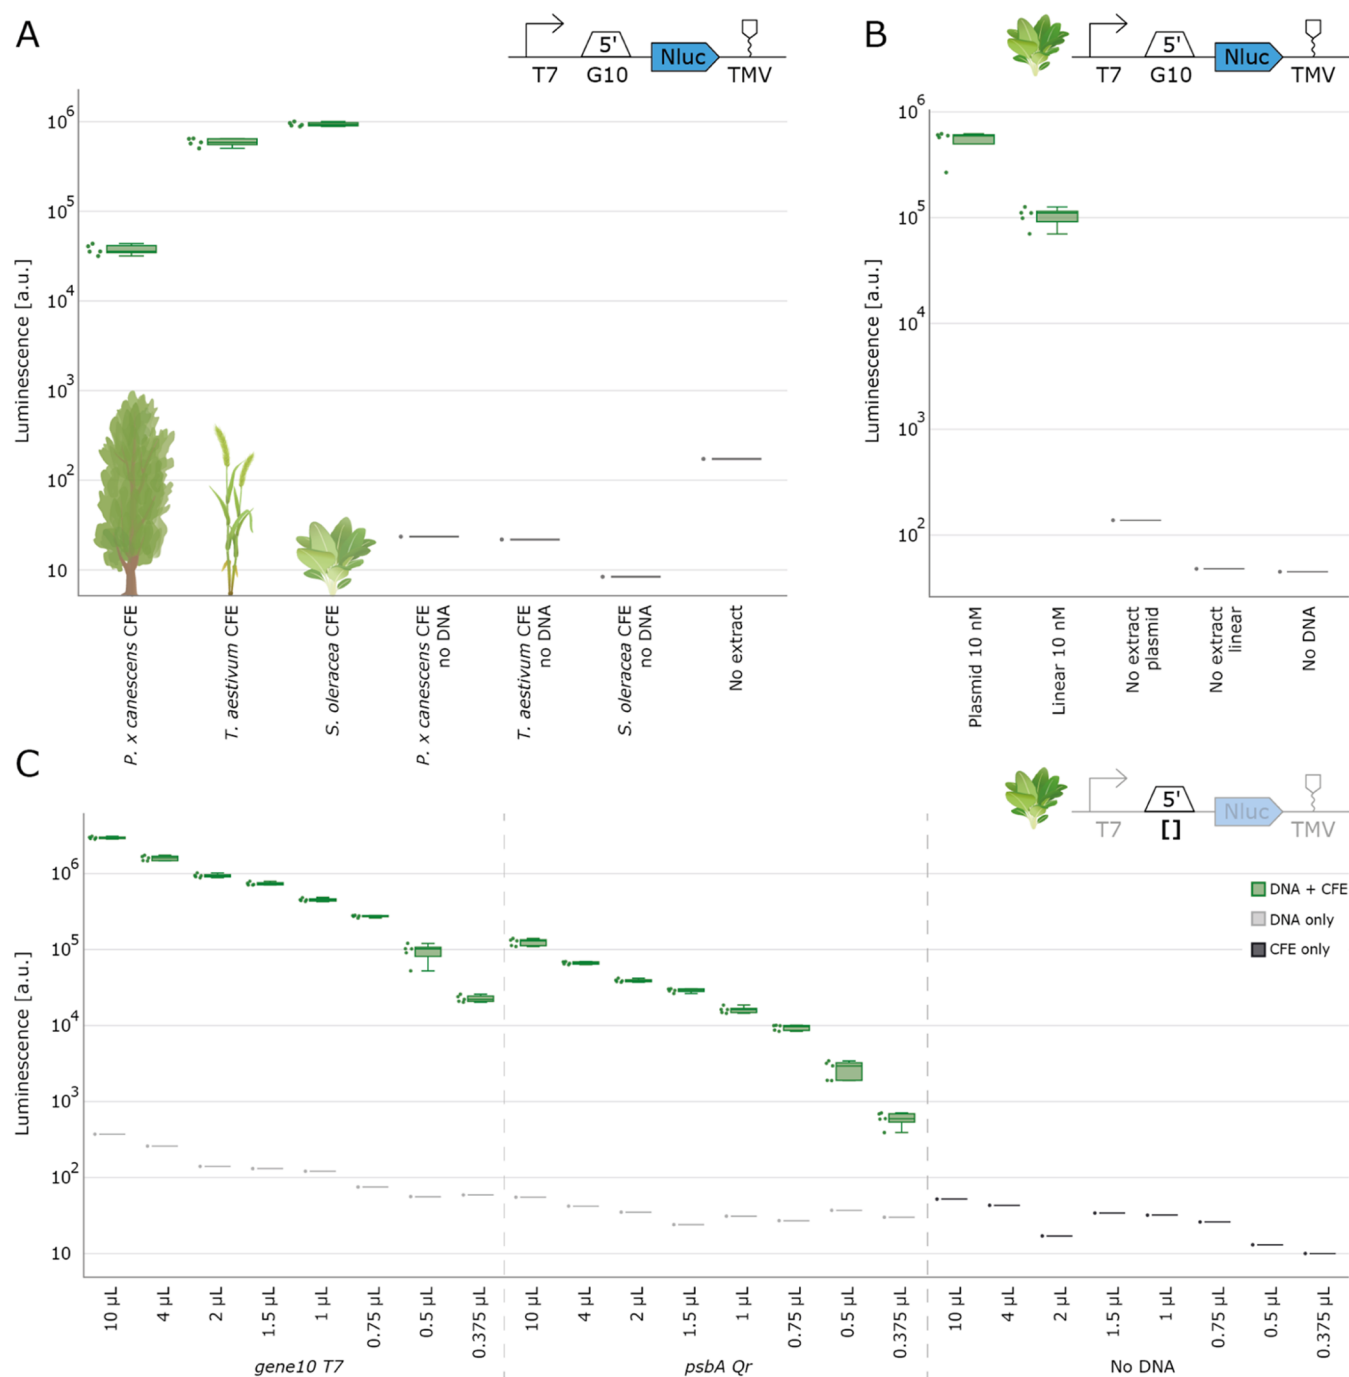 A
5'
Nluc
T7 G10 TMV
Luminescence [a.u.]
10^6
10^5
10^4
10^3
10^2
10
P. x canescens CFE
T. aestivum CFE
S. oleracea CFE
P. x canescens CFE
no DNA
T. aestivum CFE
no DNA
S. oleracea CFE
no DNA
No extract
B
5'
Nluc
T7 G10 TMV
Luminescence [a.u.]
10^6
10^5
10^4
10^3
10^2
Plasmid 10 nM
Linear 10 nM
No extract
plasmid
No extract
linear
No DNA
C
5'
Nluc
T7 [] TMV
DNA + CFE
DNA only
CFE only
Luminescence [a.u.]
10^6
10^5
10^4
10^3
10^2
10
10 µL
4 µL
2 µL
1.5 µL
1 µL
0.75 µL
0.5 µL
0.375 µL
10 µL
4 µL
2 µL
1.5 µL
1 µL
0.75 µL
0.5 µL
0.375 µL
10 µL
4 µL
2 µL
1.5 µL
1 µL
0.75 µL
0.5 µL
0.375 µL
gene10 T7
psbA Qr
No DNA